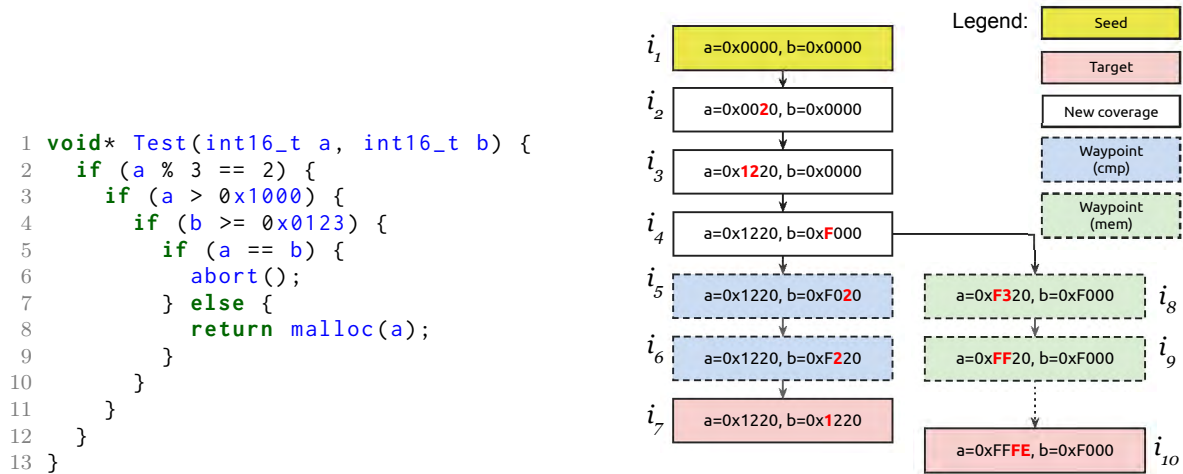 1 void* Test(int16_t a, int16_t b) {
2 if (a % 3 == 2) {
3 if (a > 0x1000) {
4 if (b >= 0x0123) {
5 if (a == b) {
6 abort();
7 } else {
8 return malloc(a);
9 }
10 }
11 }
12 }
13 }
Legend:
Seed
Target
New coverage
Waypoint
(cmp)
Waypoint
(mem)
i1 a=0x0000, b=0x0000
i2 a=0x0020, b=0x0000
i3 a=0x1220, b=0x0000
i4 a=0x1220, b=0xF000
i5 a=0x1220, b=0xF020
i6 a=0x1220, b=0xF220
i7 a=0x1220, b=0x1220
a=0xF320, b=0xF000 i8
a=0xFF20, b=0xF000 i9
a=0xFFFE, b=0xF000 i10